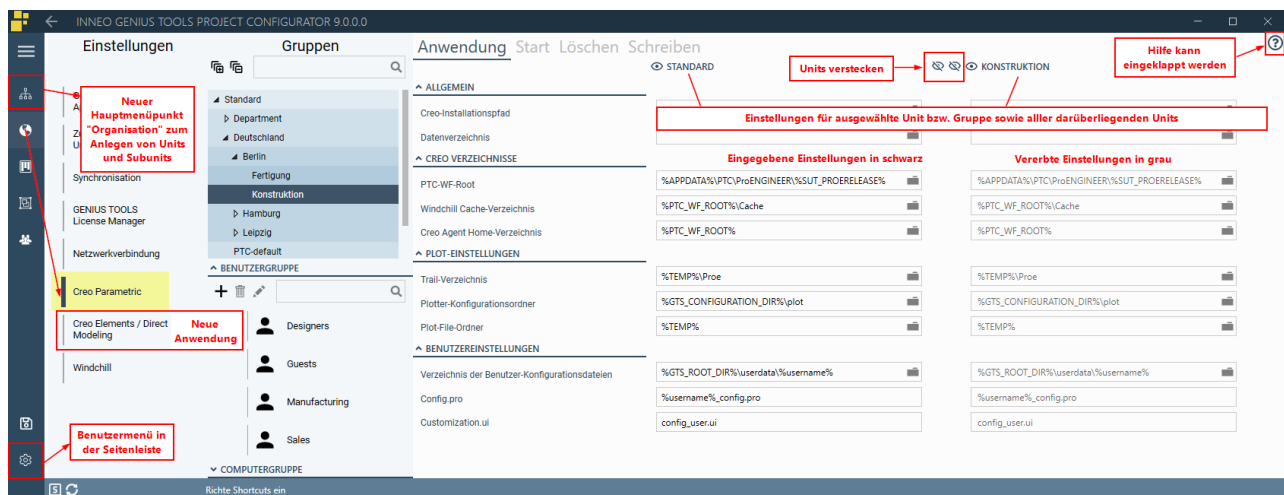 INNEO GENIUS TOOLS PROJECT CONFIGURATOR 9.0.0.0
Einstellungen
Gruppen
Anwendung Start Löschen Schreiben
Hilfe kann
eingeklappt werden
STANDARD
Units verstecken
KONSTRUKTION
ALLGEMEIN
Creo-Installationspfad
Datenverzeichnis
Einstellungen für ausgewählte Unit bzw. Gruppe sowie alller darüberliegenden Units
Neuer
Hauptmenüpunkt
"Organisation" zum
Anlegen von Units
und Subunits
Synchronisation
GENIUS TOOLS
License Manager
Netzwerkverbindung
Creo Parametric
Creo Elements / Direct
Modeling
Neue
Anwendung
Windchill
Benutzermenü in
der Seitenleiste
Standard
Department
Deutschland
Berlin
Fertigung
Konstruktion
Hamburg
Leipzig
PTC-default
BENUTZERGRUPPE
Designers
Guests
Manufacturing
Sales
COMPUTERGRUPPE
CREO VERZEICHNISSE
Eingegebene Einstellungen in schwarz
Vererbte Einstellungen in grau
PTC-WF-Root
%APPDATA%\PTC\ProENGINEER\%SUT_PROERELEASE%
%APPDATA%\PTC\ProENGINEER\%SUT_PROERELEASE%
Windchill Cache-Verzeichnis
%PTC_WF_ROOT%\Cache
%PTC_WF_ROOT%\Cache
Creo Agent Home-Verzeichnis
%PTC_WF_ROOT%
%PTC_WF_ROOT%
PLOT-EINSTELLUNGEN
Trail-Verzeichnis
%TEMP%\Proe
%TEMP%\Proe
Plotter-Konfigurationsordner
%GTS_CONFIGURATION_DIR%\plot
%GTS_CONFIGURATION_DIR%\plot
Plot-File-Ordner
%TEMP%
%TEMP%
BENUTZEREINSTELLUNGEN
Verzeichnis der Benutzer-Konfigurationsdateien
%GTS_ROOT_DIR%\userdata\%username%
%GTS_ROOT_DIR%\userdata\%username%
Config.pro
%username%_config.pro
%username%_config.pro
Customization.ui
config_user.ui
config_user.ui
Richte Shortcuts ein